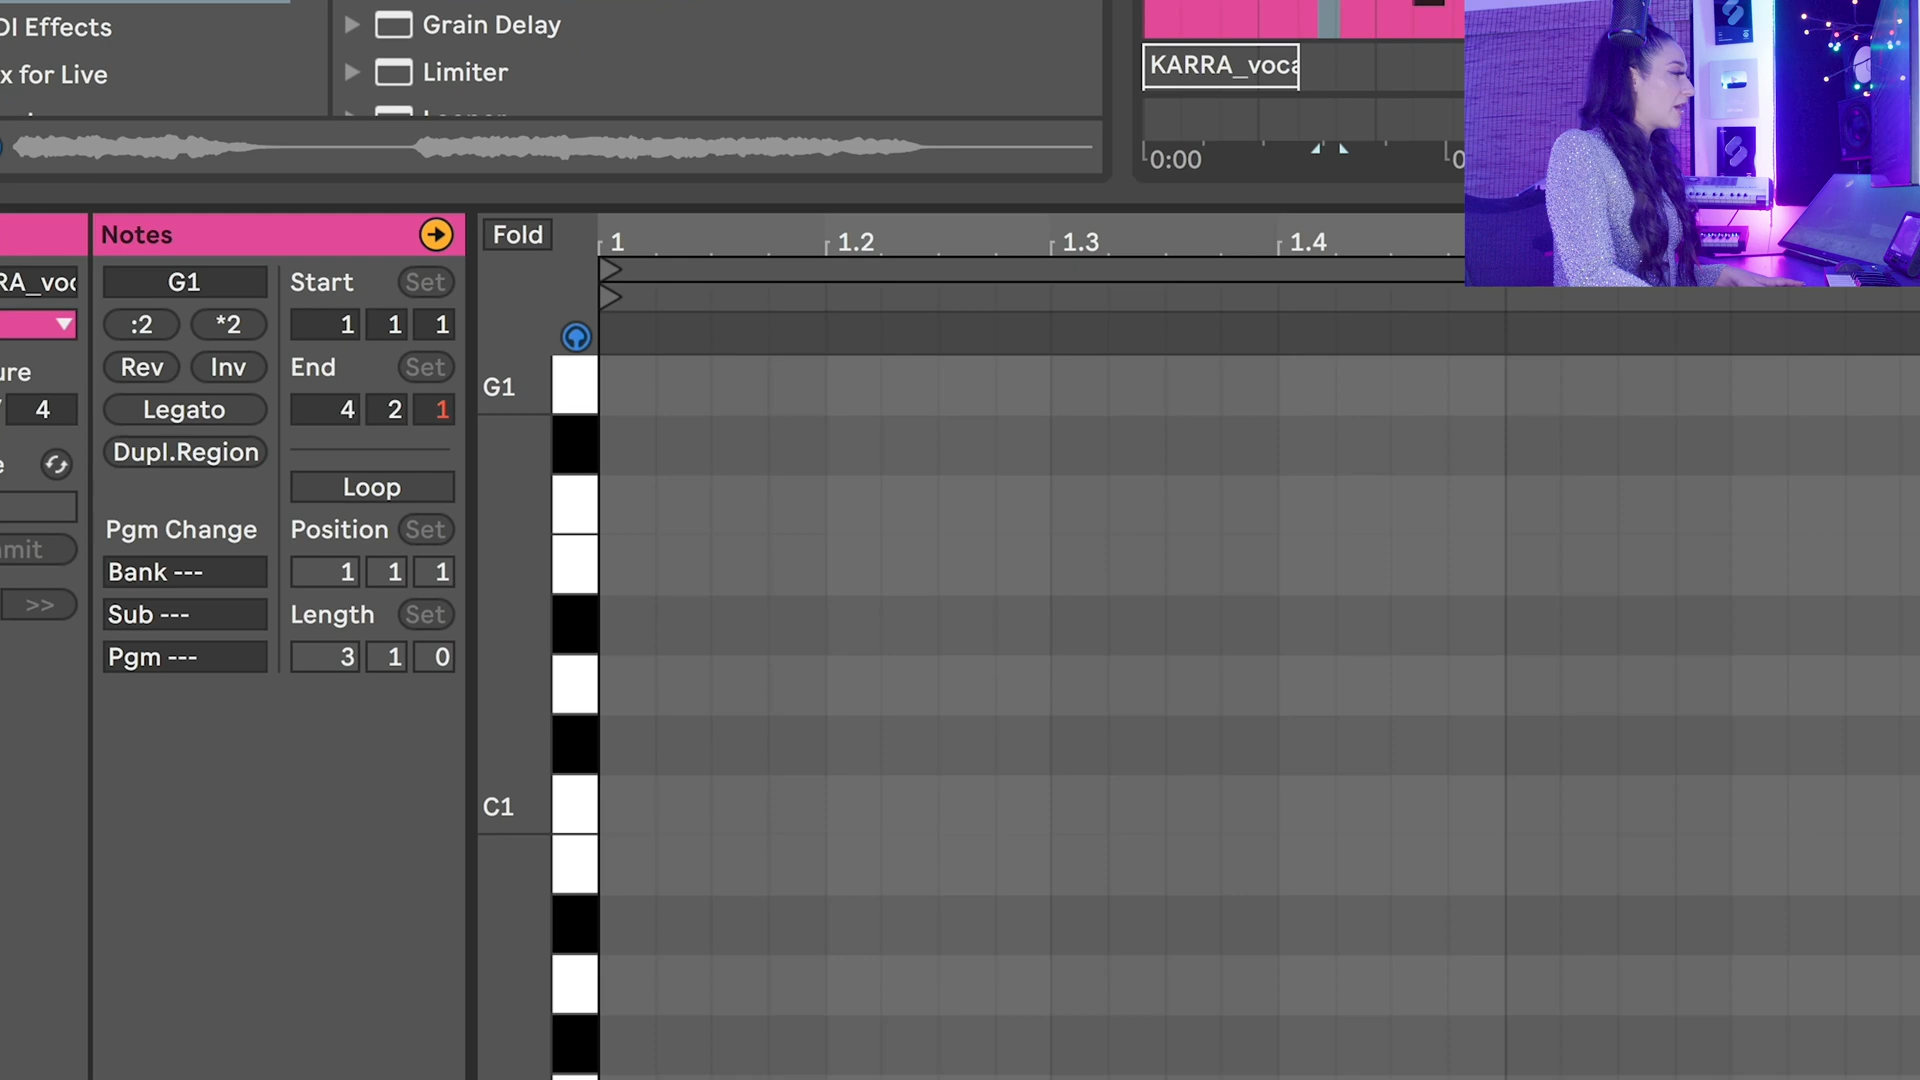 DI Effects
x for Live
Grain Delay
Limiter
KARRA_voca
0:00
0
Notes
RA_voc
ure
4
e
mit
>>
G1
:2 *2
Rev Inv
Legato
Dupl.Region
Pgm Change
Bank ---
Sub ---
Pgm ---
Start Set
1 1 1
End Set
4 2 1
Loop
Position Set
1 1 1
Length Set
3 1 0
Fold
1 1.2 1.3 1.4
G1
C1